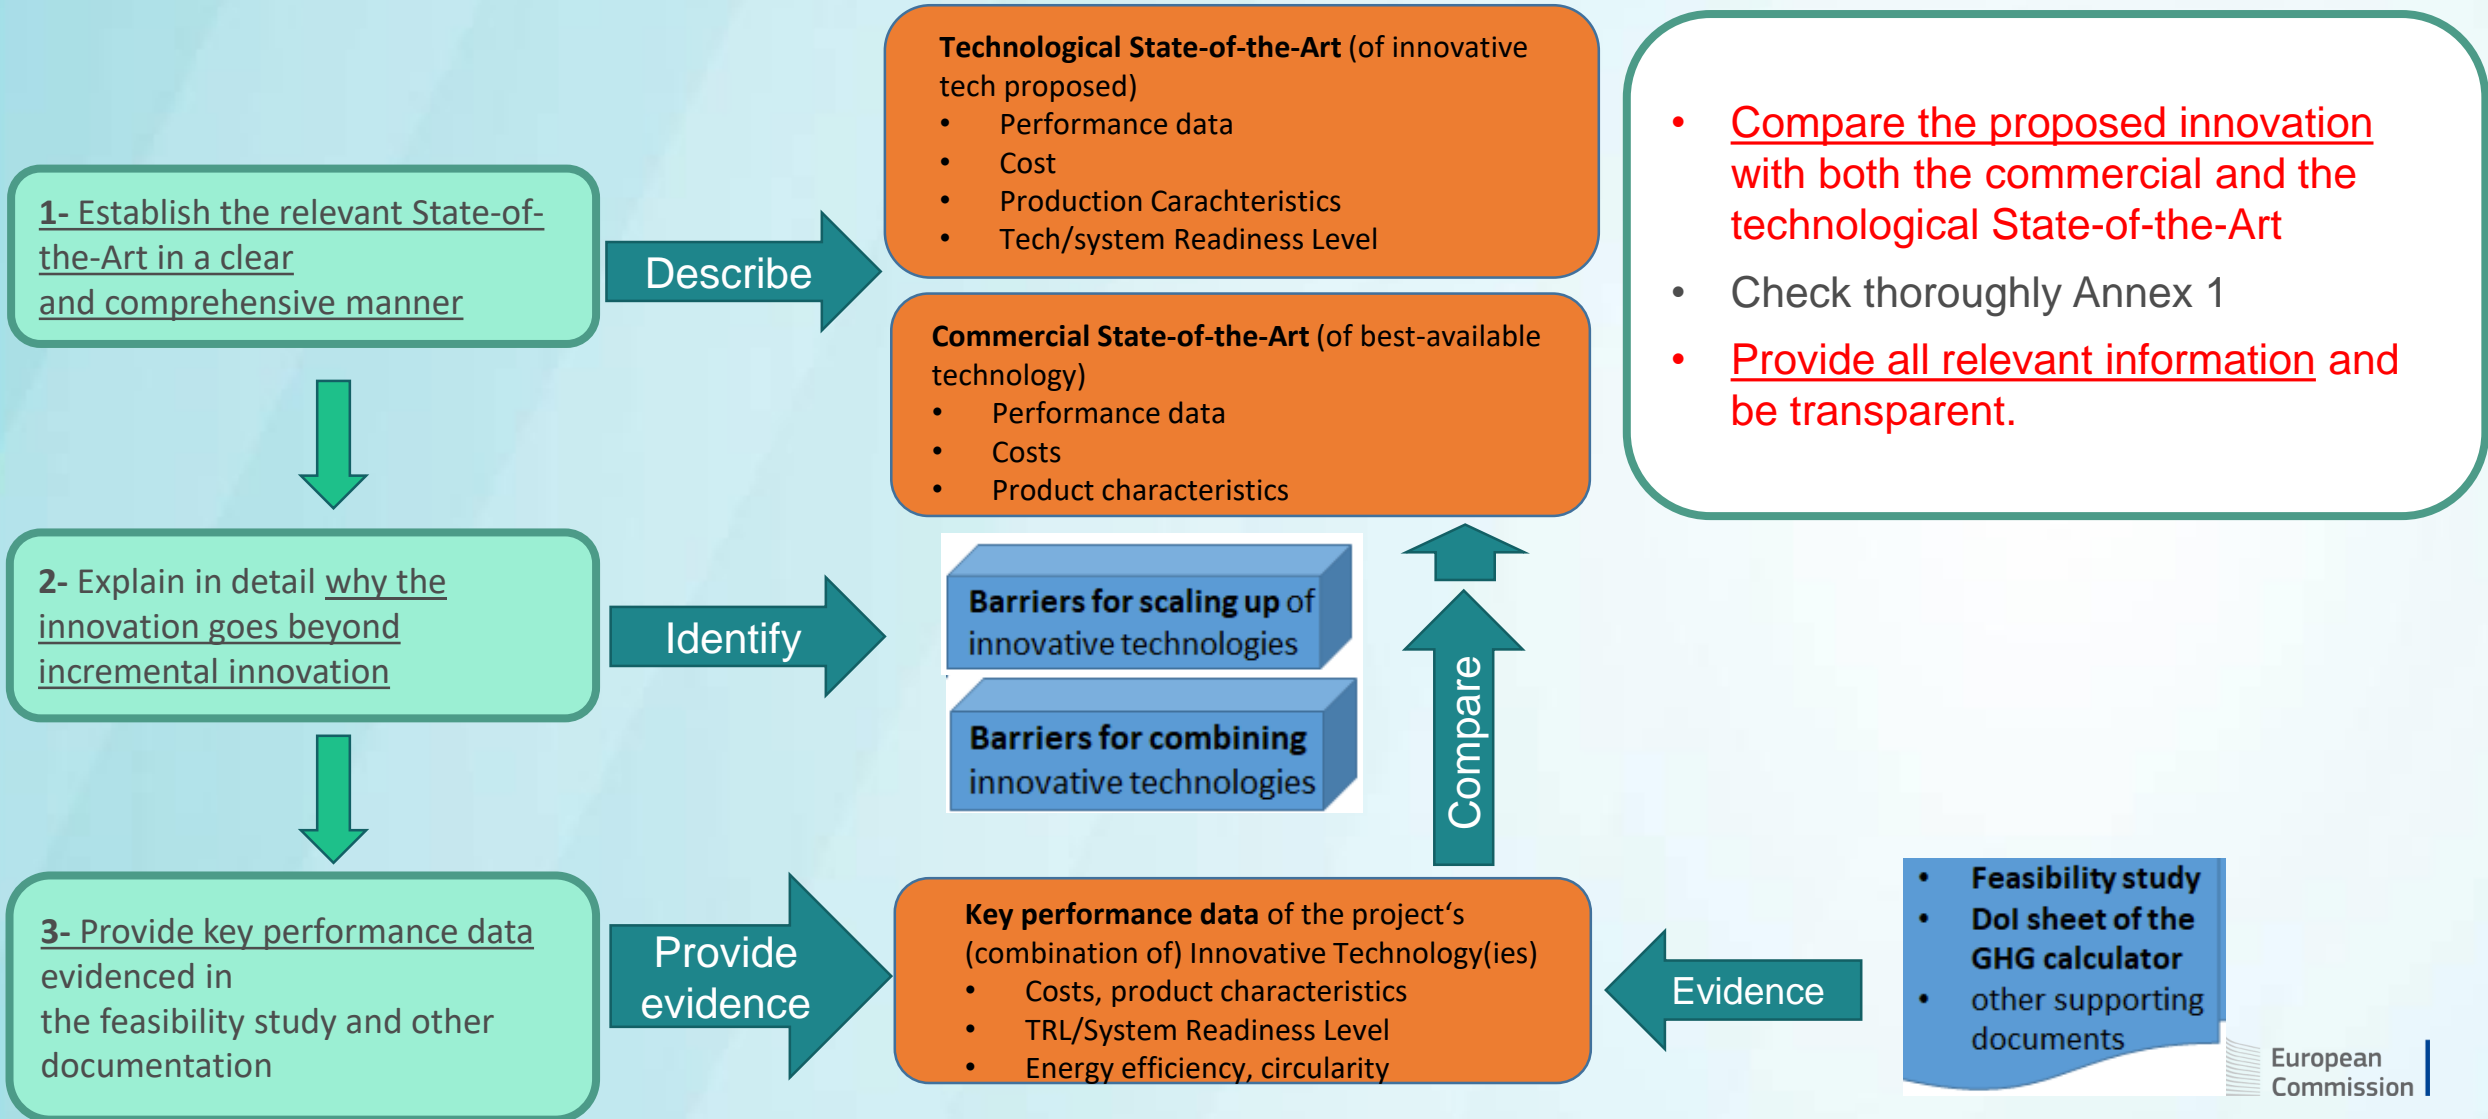 1- Establish the relevant State-of-
the-Art in a clear
and comprehensive manner
Describe
Technological State-of-the-Art (of innovative
tech proposed)
• Performance data
• Cost
• Production Carachteristics
• Tech/system Readiness Level
Commercial State-of-the-Art (of best-available
technology)
• Performance data
• Costs
• Product characteristics
• Compare the proposed innovation
with both the commercial and the
technological State-of-the-Art
• Check thoroughly Annex 1
• Provide all relevant information and
be transparent.
2- Explain in detail why the
innovation goes beyond
incremental innovation
Identify
Barriers for scaling up of
innovative technologies
Barriers for combining
innovative technologies
Compare
3- Provide key performance data
evidenced in
the feasibility study and other
documentation
Provide
evidence
Key performance data of the project‘s
(combination of) Innovative Technology(ies)
• Costs, product characteristics
• TRL/System Readiness Level
• Energy efficiency, circularity
Evidence
• Feasibility study
• DoI sheet of the
GHG calculator
• other supporting
documents
European
Commission